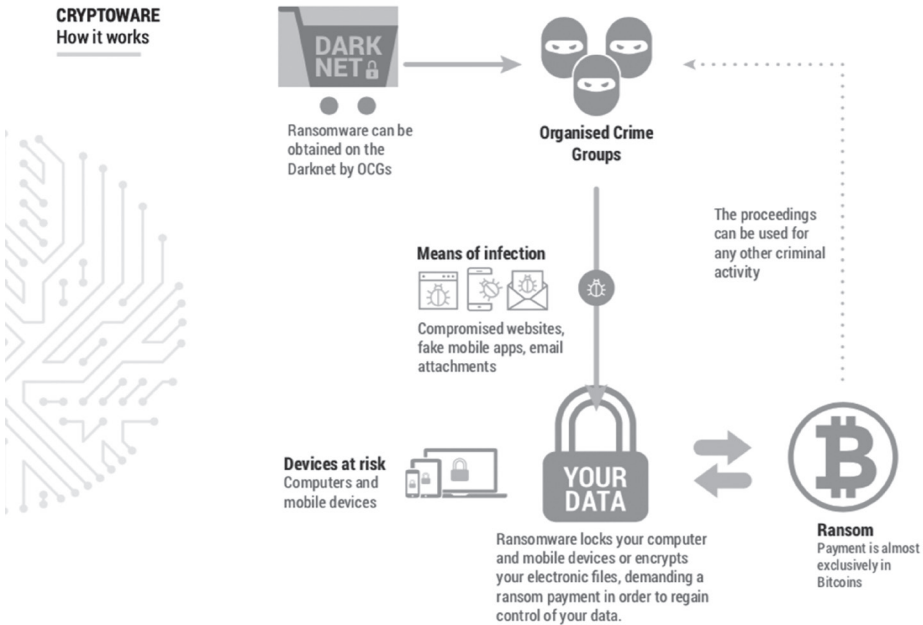 CRYPTOWARE
How it works
DARK
NET
Ransomware can be
obtained on the
Darknet by OCGs
Organised Crime
Groups
The proceedings
can be used for
any other criminal
activity
Means of infection
Compromised websites,
fake mobile apps, email
attachments
Devices at risk
Computers and
mobile devices
YOUR
DATA
Ransomware locks your computer
and mobile devices or encrypts
your electronic files, demanding a
ransom payment in order to regain
control of your data.
Ransom
Payment is almost
exclusively in
Bitcoins